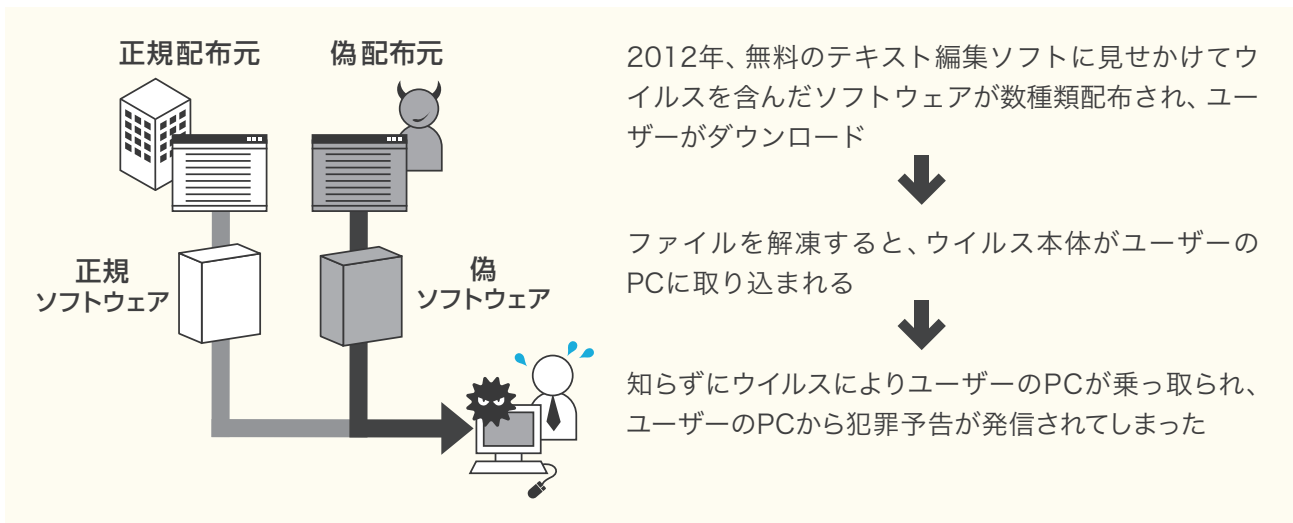 正規配布元
偽配布元
正規
ソフトウェア
偽
ソフトウェア
2012年、無料のテキスト編集ソフトに見せかけてウ
イルスを含んだソフトウェアが数種類配布され、ユー
ザーがダウンロード
ファイルを解凍すると、ウイルス本体がユーザーの
PCに取り込まれる
知らずにウイルスによりユーザーのPCが乗っ取られ、
ユーザーのPCから犯罪予告が発信されてしまった